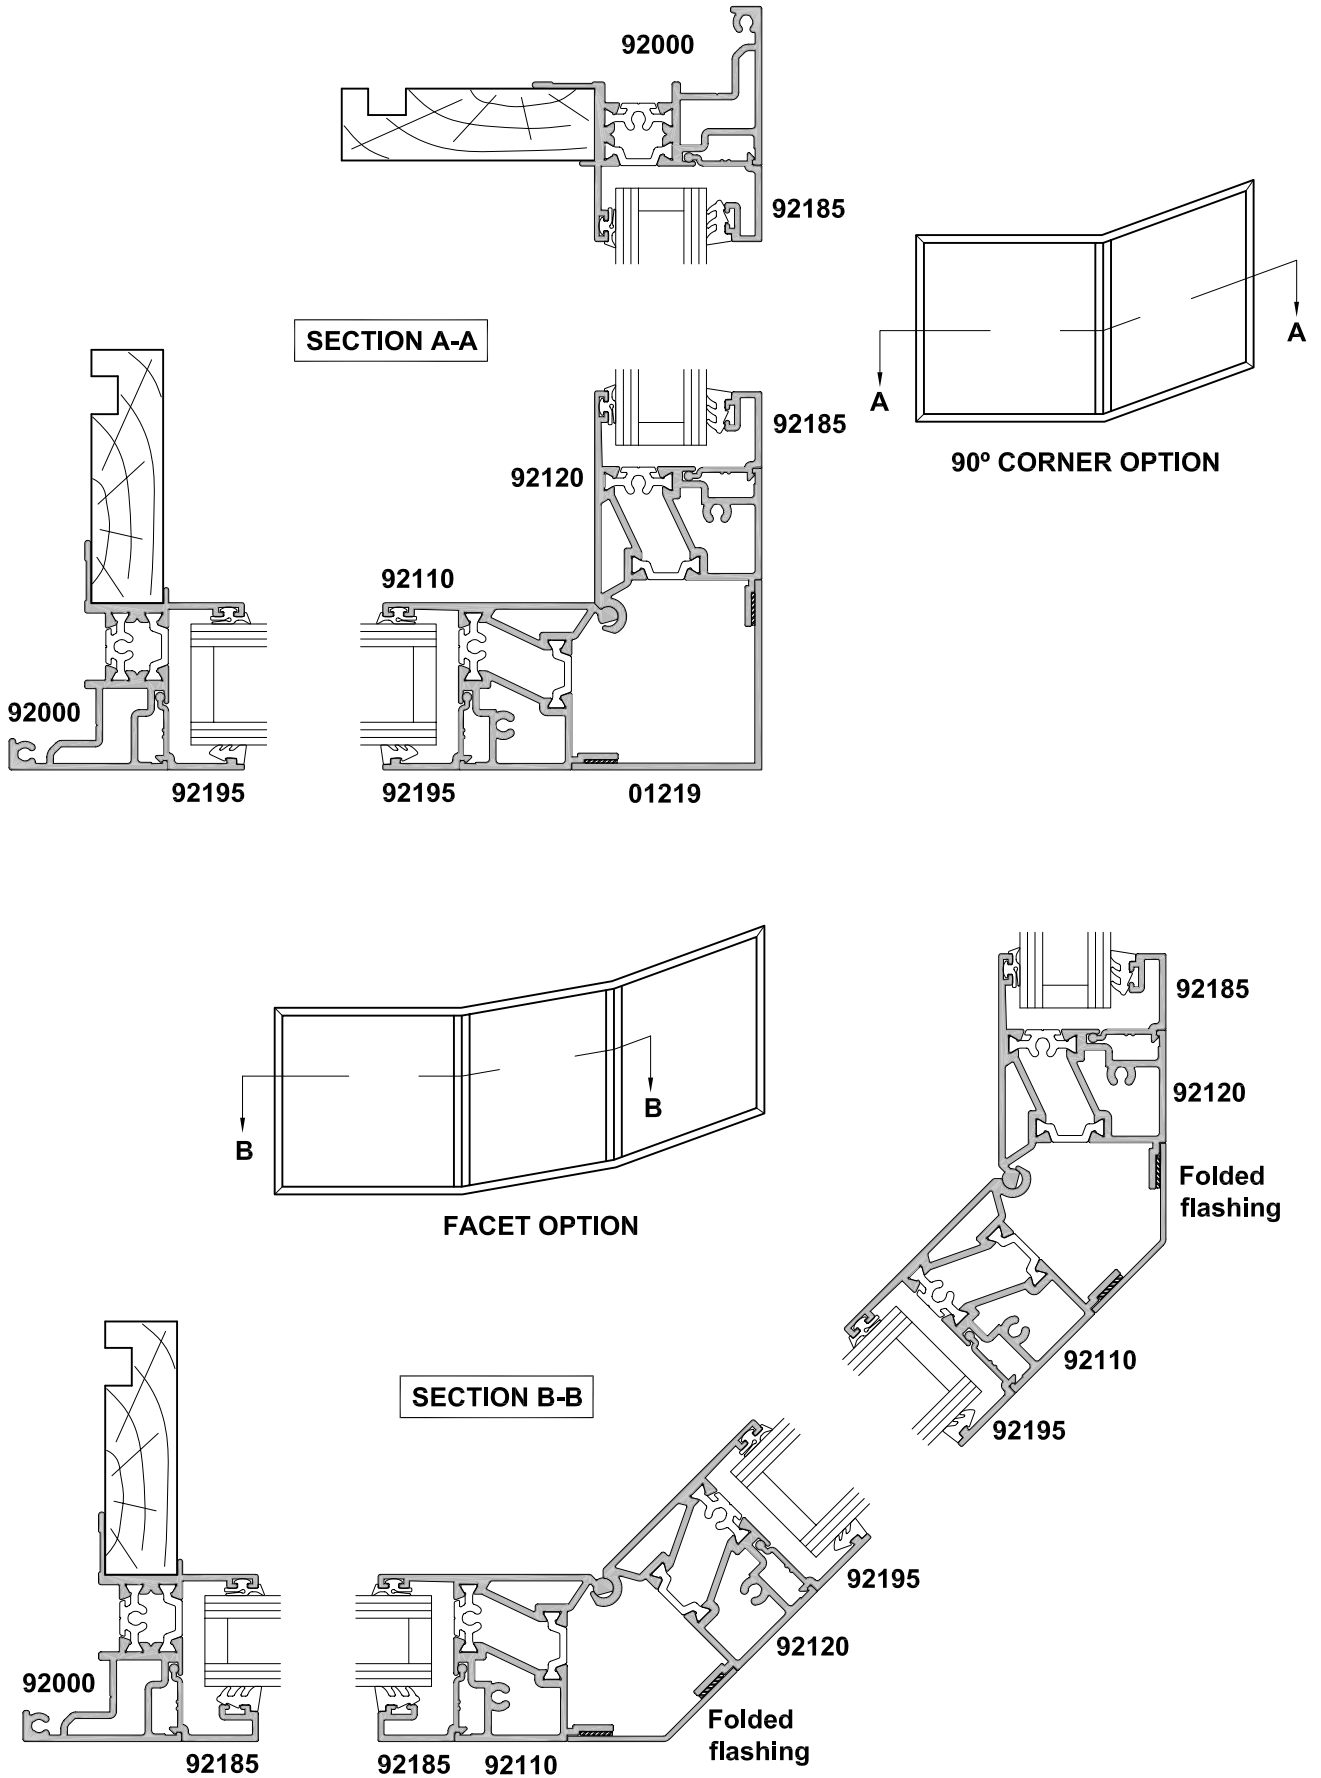 92000
92185
SECTION A-A
A
A
92185
90º CORNER OPTION
92120
92110
92000
92195
92195
01219
92185
92120
B
B
Folded
flashing
FACET OPTION
92110
SECTION B-B
92195
92195
92120
92000
Folded
flashing
92185
92185
92110